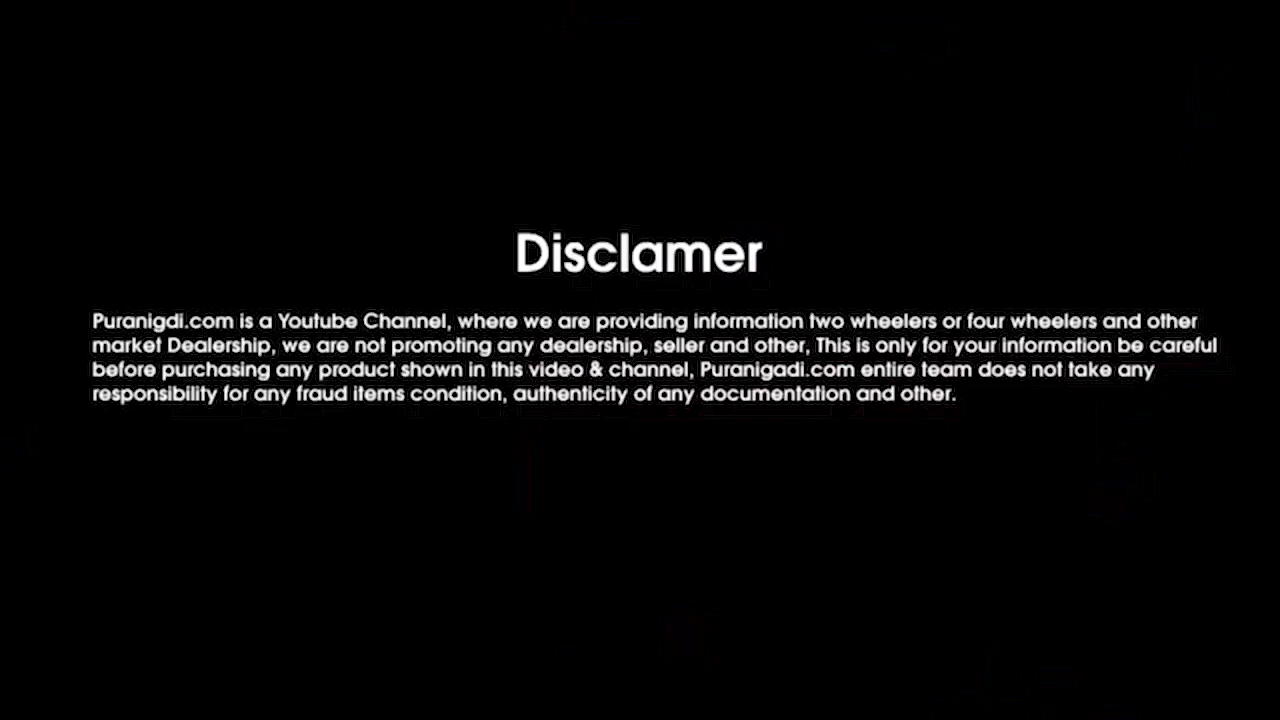 Disclamer
Puranigdi.com is a Youtube Channel, where we are providing information two wheelers or four wheelers and other
market Dealership, we are not promoting any dealership, seller and other, This is only for your information be careful
before purchasing any product shown in this video & channel, Puranigadi.com entire team does not take any
responsibility for any fraud items condition, authenticity of any documentation and other.